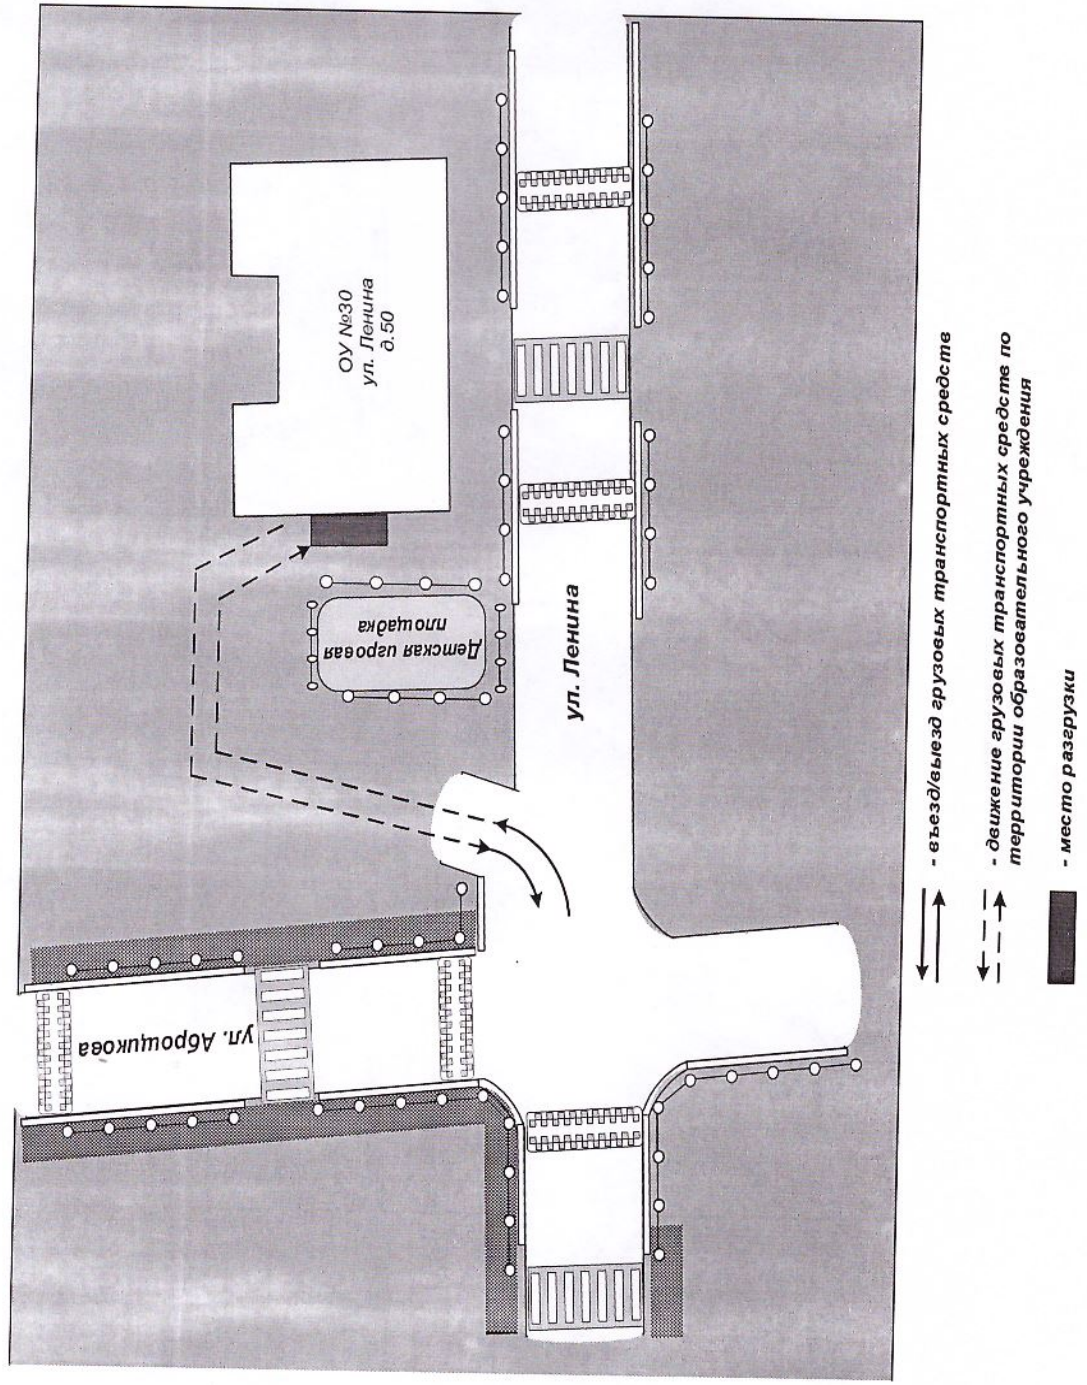 ОУ №30
ул. Ленина
д.50
Детская игровая
площадка
ул. Ленина
ул. Аброщикова
- въезд/выезд грузовых транспортных средств
- движение грузовых транспортных средств по
территории образовательного учреждения
- место разгрузки